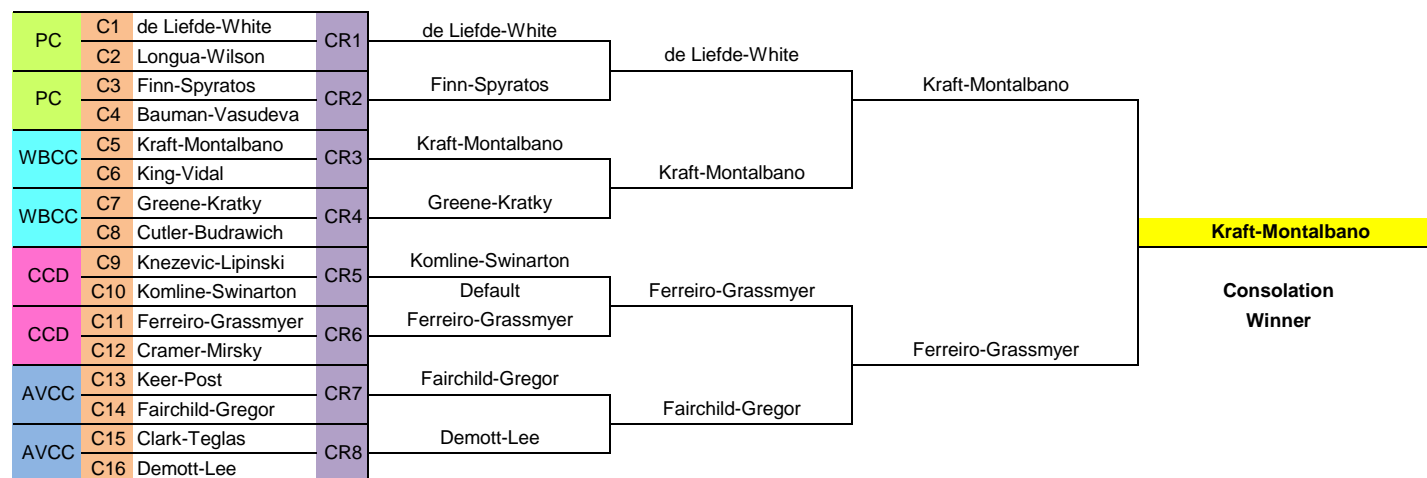 PC C1 de Liefde-White CR1 de Liefde-White
C2 Longua-Wilson de Liefde-White
PC C3 Finn-Spyratos CR2 Finn-Spyratos Kraft-Montalbano
C4 Bauman-Vasudeva
WBCC C5 Kraft-Montalbano CR3 Kraft-Montalbano
C6 King-Vidal Kraft-Montalbano
WBCC C7 Greene-Kratky CR4 Greene-Kratky
C8 Cutler-Budrawich Kraft-Montalbano
CCD C9 Knezevic-Lipinski CR5 Komline-Swinarton
C10 Komline-Swinarton Default Ferreiro-Grassmyer Consolation
CCD C11 Ferreiro-Grassmyer CR6 Ferreiro-Grassmyer Winner
C12 Cramer-Mirsky Ferreiro-Grassmyer
AVCC C13 Keer-Post CR7 Fairchild-Gregor
C14 Fairchild-Gregor Fairchild-Gregor
AVCC C15 Clark-Teglas CR8 Demott-Lee
C16 Demott-Lee